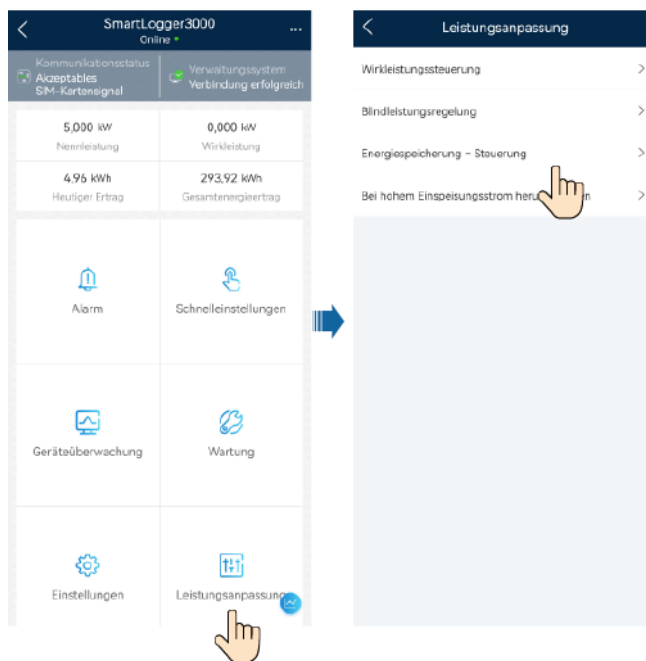 SmartLogger3000
Online
Kommunikationsstatus
Akzeptables
SIM-Kartensignal
Verwaltungssystem
Verbindung erfolgreich
5,000 kW
Nennleistung
0,000 kW
Wirkleistung
4,96 kWh
Heutiger Ertrag
293,92 kWh
Gesamtenergieertrag
Alarm
Schnelleinstellungen
Geräteüberwachung
Wartung
Einstellungen
Leistungsanpassung
Leistungsanpassung
Wirkleistungssteuerung
Blindleistungsregelung
Energiespeicherung - Steuerung
Bei hohem Einspeisungsstrom